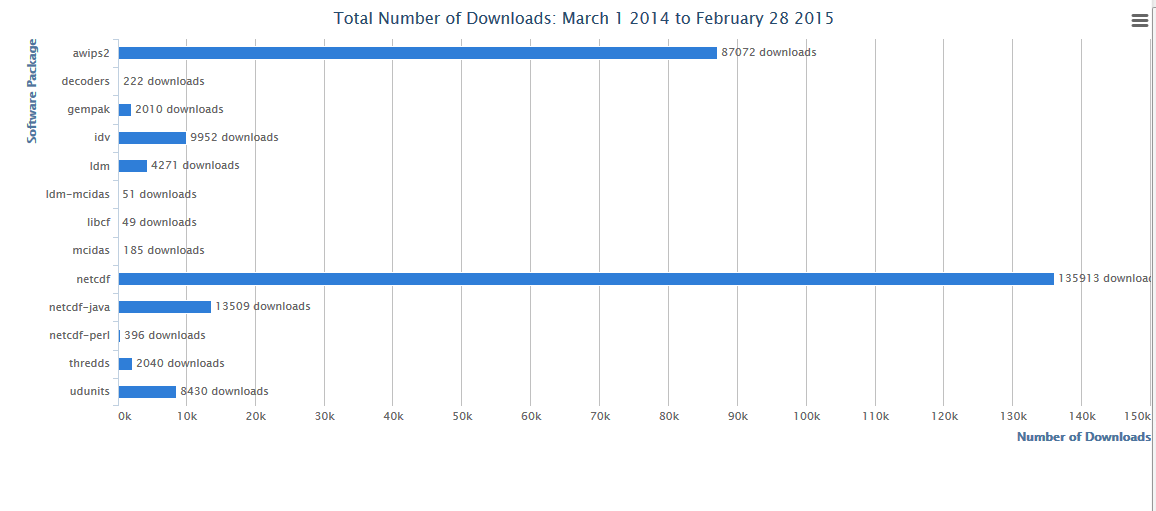 Total Number of Downloads: March 1 2014 to February 28 2015
Software Package
awips2 87072 downloads
decoders 222 downloads
gempak 2010 downloads
idv 9952 downloads
ldm 4271 downloads
ldm-mcidas 51 downloads
libcf 49 downloads
mcidas 185 downloads
netcdf 135913 downloa
netcdf-java 13509 downloads
netcdf-perl 396 downloads
thredds 2040 downloads
udunits 8430 downloads
0k 10k 20k 30k 40k 50k 60k 70k 80k 90k 100k 110k 120k 130k 140k 150k
Number of Downloads